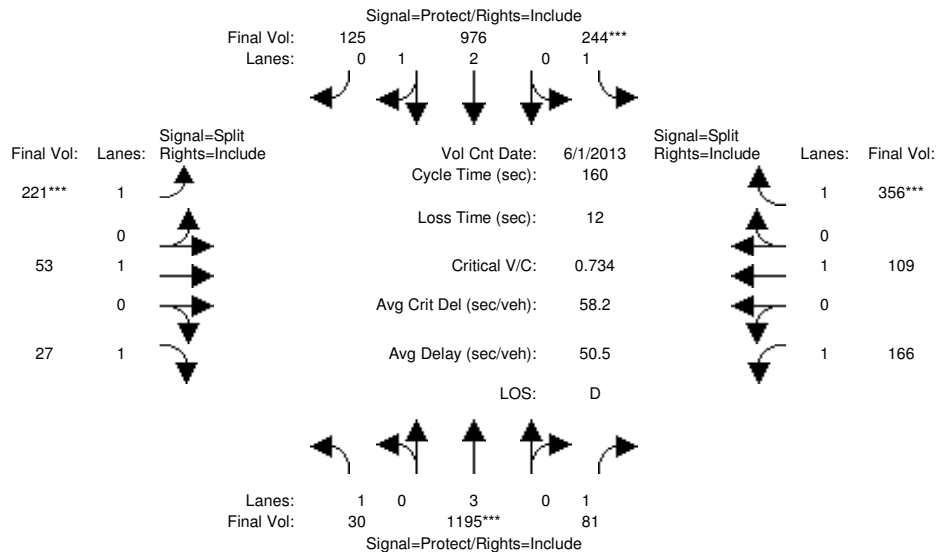 Signal=Protect/Rights=Include
Final Vol: 125 976 244***
Lanes: 0 1 2 0 1
Signal=Split
Final Vol: Lanes: Rights=Include
Vol Cnt Date: 6/1/2013
Signal=Split
Rights=Include Lanes: Final Vol:
Cycle Time (sec): 160
221*** 1
1 356***
Loss Time (sec): 12
0
0
53 1
Critical V/C: 0.734
1 109
0
Avg Crit Del (sec/veh): 58.2
0
27 1
Avg Delay (sec/veh): 50.5
1 166
LOS: D
Lanes: 1 0 3 0 1
Final Vol: 30 1195*** 81
Signal=Protect/Rights=Include